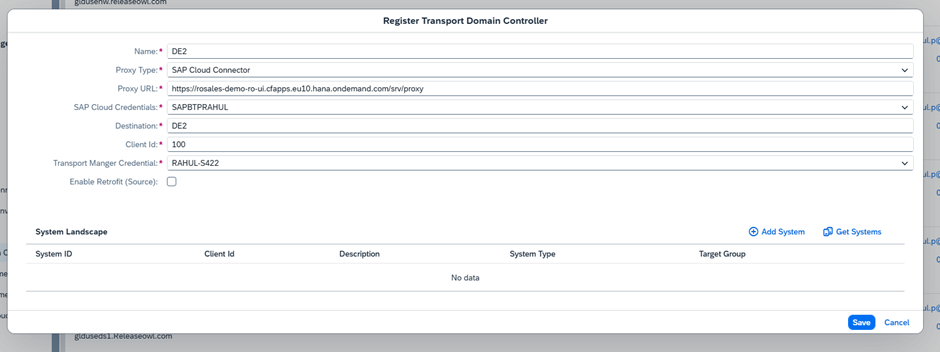 gldusenw.releaseowl.com
Register Transport Domain Controller
Name:* DE2
Proxy Type:* SAP Cloud Connector
Proxy URL:* https://rosales-demo-ro-ui.cfapps.eu10.hana.ondemand.com/srv/proxy
SAP Cloud Credentials:* SAPBTPRAHUL
Destination:* DE2
Client Id:* 100
Transport Manger Credential:* RAHUL-S422
Enable Retrofit (Source):
System Landscape Add System Get Systems
System ID Client Id Description System Type Target Group
No data
Save Cancel
glduseds1.Releaseowl.com